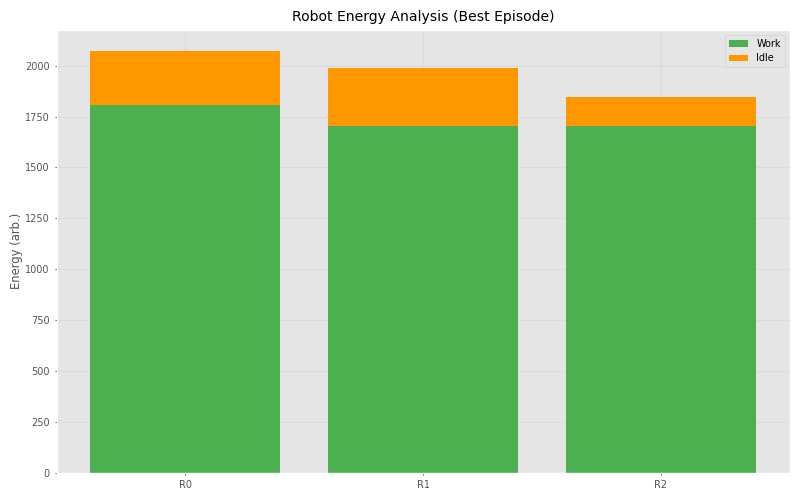 Robot Energy Analysis (Best Episode)
Work
Idle
Energy (arb.)
2000
1750
1500
1250
1000
750
500
250
0
R0
R1
R2